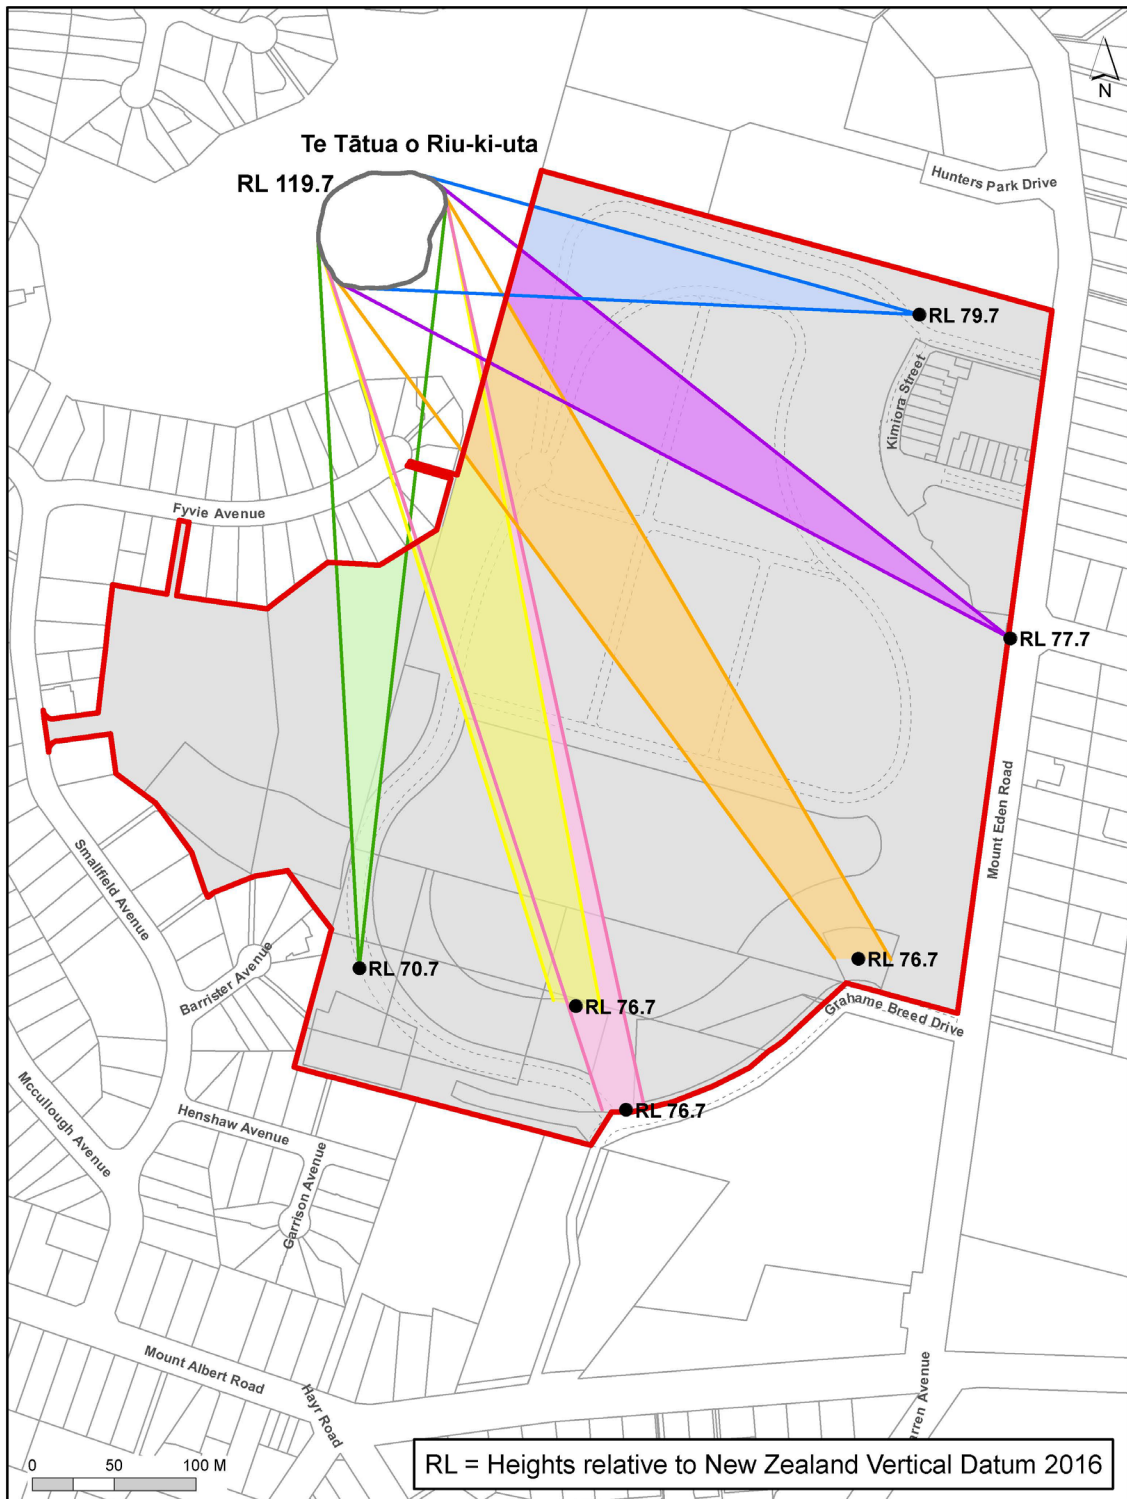 N
Te Tātua o Riu-ki-uta
RL 119.7
Hunters Park Drive
RL 79.7
Kimiora Street
Fyvie Avenue
RL 77.7
Mount Eden Road
Smallfield Avenue
RL 70.7
RL 76.7
Barrister Avenue
RL 76.7
Grahame Breed Drive
Mccullough Avenue
RL 76.7
Henshaw Avenue
Garrison Avenue
Mount Albert Road
Hayr Road
arren Avenue
0 50 100 M
RL = Heights relative to New Zealand Vertical Datum 2016